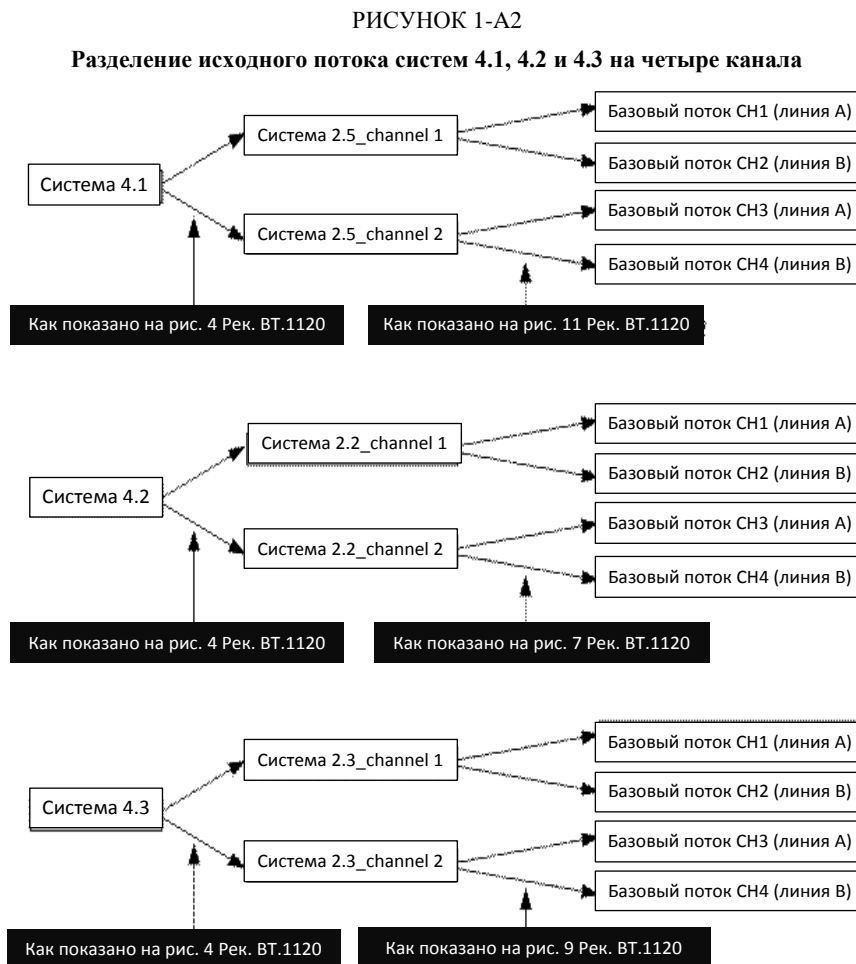 РИСУНОК 1-A2
Разделение исходного потока систем 4.1, 4.2 и 4.3 на четыре канала
Базовый поток CH1 (линия A)
Система 2.5_channel 1
Базовый поток CH2 (линия B)
Система 4.1
Базовый поток CH3 (линия A)
Система 2.5_channel 2
Базовый поток CH4 (линия B)
Как показано на рис. 4 Рек. BT.1120
Как показано на рис. 11 Рек. BT.1120
Базовый поток CH1 (линия A)
Система 2.2_channel 1
Базовый поток CH2 (линия B)
Система 4.2
Базовый поток CH3 (линия A)
Система 2.2_channel 2
Базовый поток CH4 (линия B)
Как показано на рис. 4 Рек. BT.1120
Как показано на рис. 7 Рек. BT.1120
Базовый поток CH1 (линия A)
Система 2.3_channel 1
Базовый поток CH2 (линия B)
Система 4.3
Базовый поток CH3 (линия A)
Система 2.3_channel 2
Базовый поток CH4 (линия B)
Как показано на рис. 4 Рек. BT.1120
Как показано на рис. 9 Рек. BT.1120